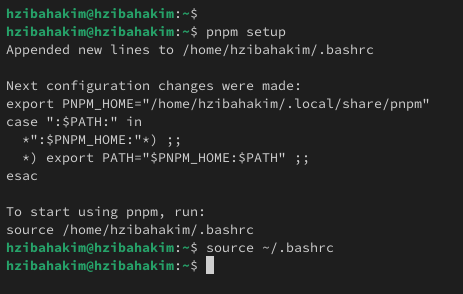 hzibahakim@hzibahakim:~$
hzibahakim@hzibahakim:~$ pnpm setup
Appended new lines to /home/hzibahakim/.bashrc

Next configuration changes were made:
export PNPM_HOME="/home/hzibahakim/.local/share/pnpm"
case ":$PATH:" in
  *":$PNPM_HOME:"*) ;;
  *) export PATH="$PNPM_HOME:$PATH" ;;
esac

To start using pnpm, run:
source /home/hzibahakim/.bashrc
hzibahakim@hzibahakim:~$ source ~/.bashrc
hzibahakim@hzibahakim:~$